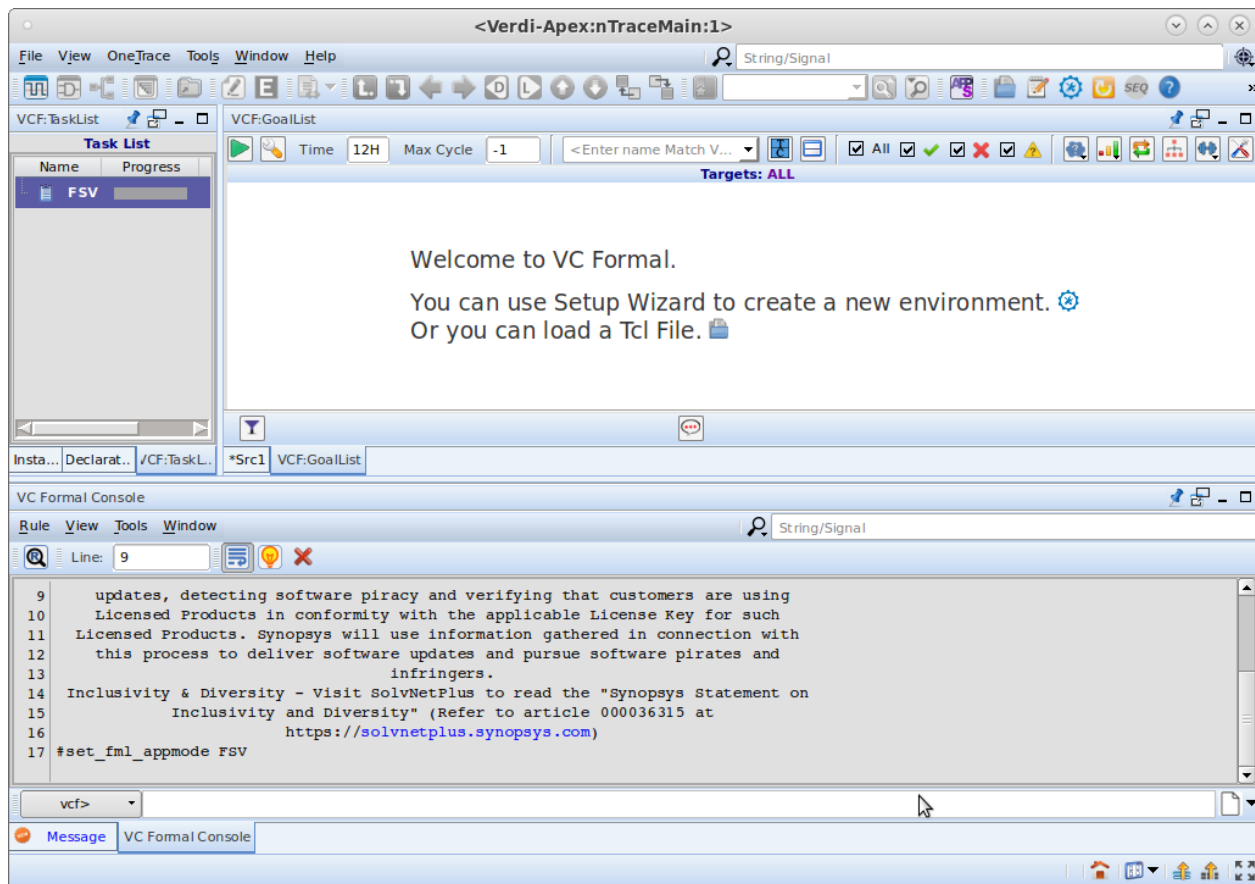 <Verdi-Apex:nTraceMain:1>
File View OneTrace Tools Window Help
String/Signal
SEQ
VCF:TaskList
VCF:GoalList
Task List
Name Progress
FSV
Time 12H Max Cycle -1 <Enter name Match V... All
Targets: ALL
Welcome to VC Formal.
You can use Setup Wizard to create a new environment.
Or you can load a Tcl File.
Insta... Declarat.. /CF:TaskL..
*Src1 VCF:GoalList
VC Formal Console
Rule View Tools Window
String/Signal
Line: 9
9 updates, detecting software piracy and verifying that customers are using
10 Licensed Products in conformity with the applicable License Key for such
11 Licensed Products. Synopsys will use information gathered in connection with
12 this process to deliver software updates and pursue software pirates and
13 infringers.
14 Inclusivity & Diversity - Visit SolvNetPlus to read the "Synopsys Statement on
15 Inclusivity and Diversity" (Refer to article 000036315 at
16 https://solvnetplus.synopsys.com)
17 #set_fml_appmode FSV
vcf>
Message VC Formal Console